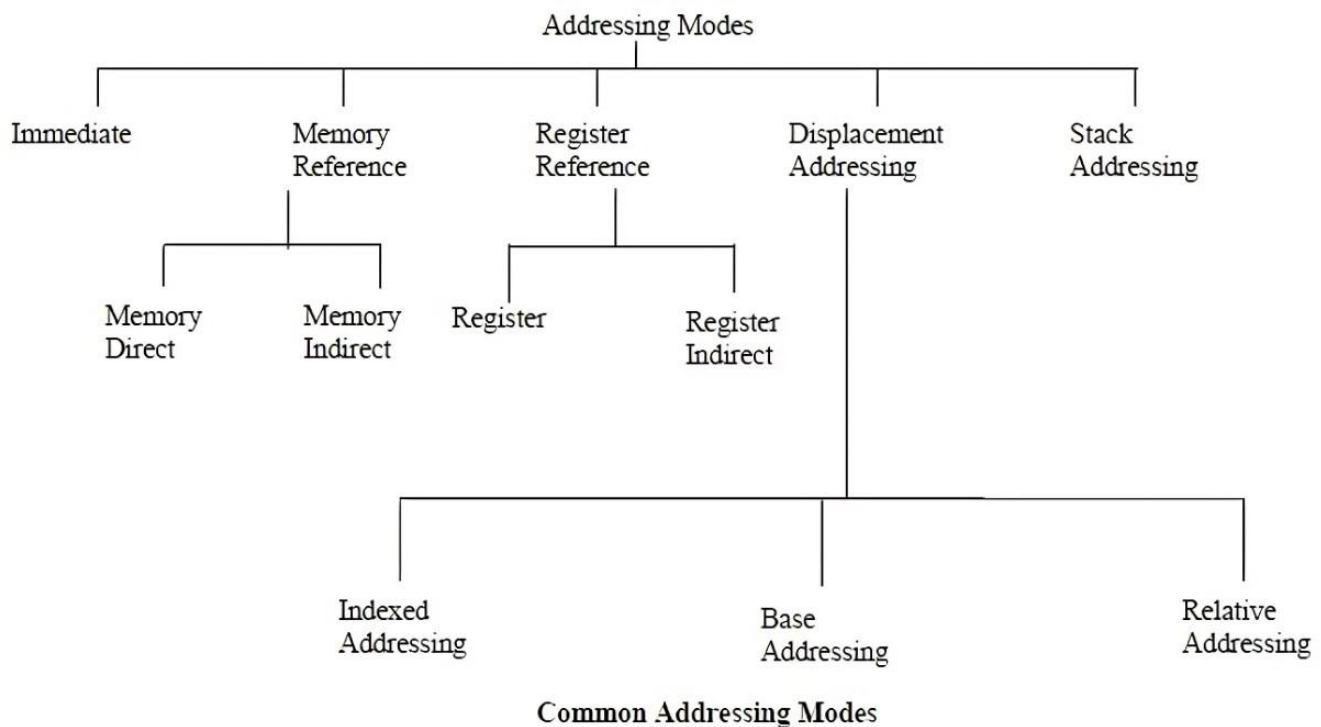 Addressing Modes
Immediate
Memory
Reference
Register
Reference
Displacement
Addressing
Stack
Addressing
Memory
Direct
Memory
Indirect
Register
Register
Indirect
Indexed
Addressing
Base
Addressing
Relative
Addressing
Common Addressing Modes